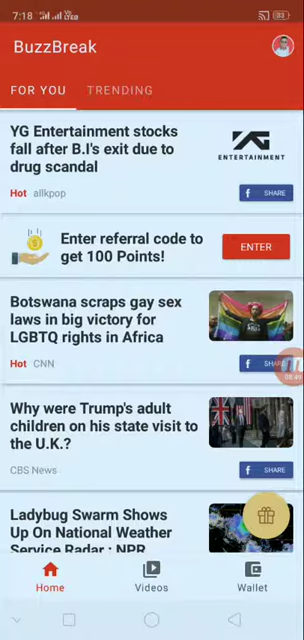 7:18
BuzzBreak
FOR YOU TRENDING
YG Entertainment stocks
fall after B.I's exit due to
drug scandal
YG
ENTERTAINMENT
Hot allkpop
f SHARE
Enter referral code to
get 100 Points!
ENTER
Botswana scraps gay sex
laws in big victory for
LGBTQ rights in Africa
Hot CNN
f SHARE
Why were Trump's adult
children on his state visit to
the U.K.?
CBS News
f SHARE
Ladybug Swarm Shows
Up On National Weather
Service Radar : NPR
Home Videos Wallet